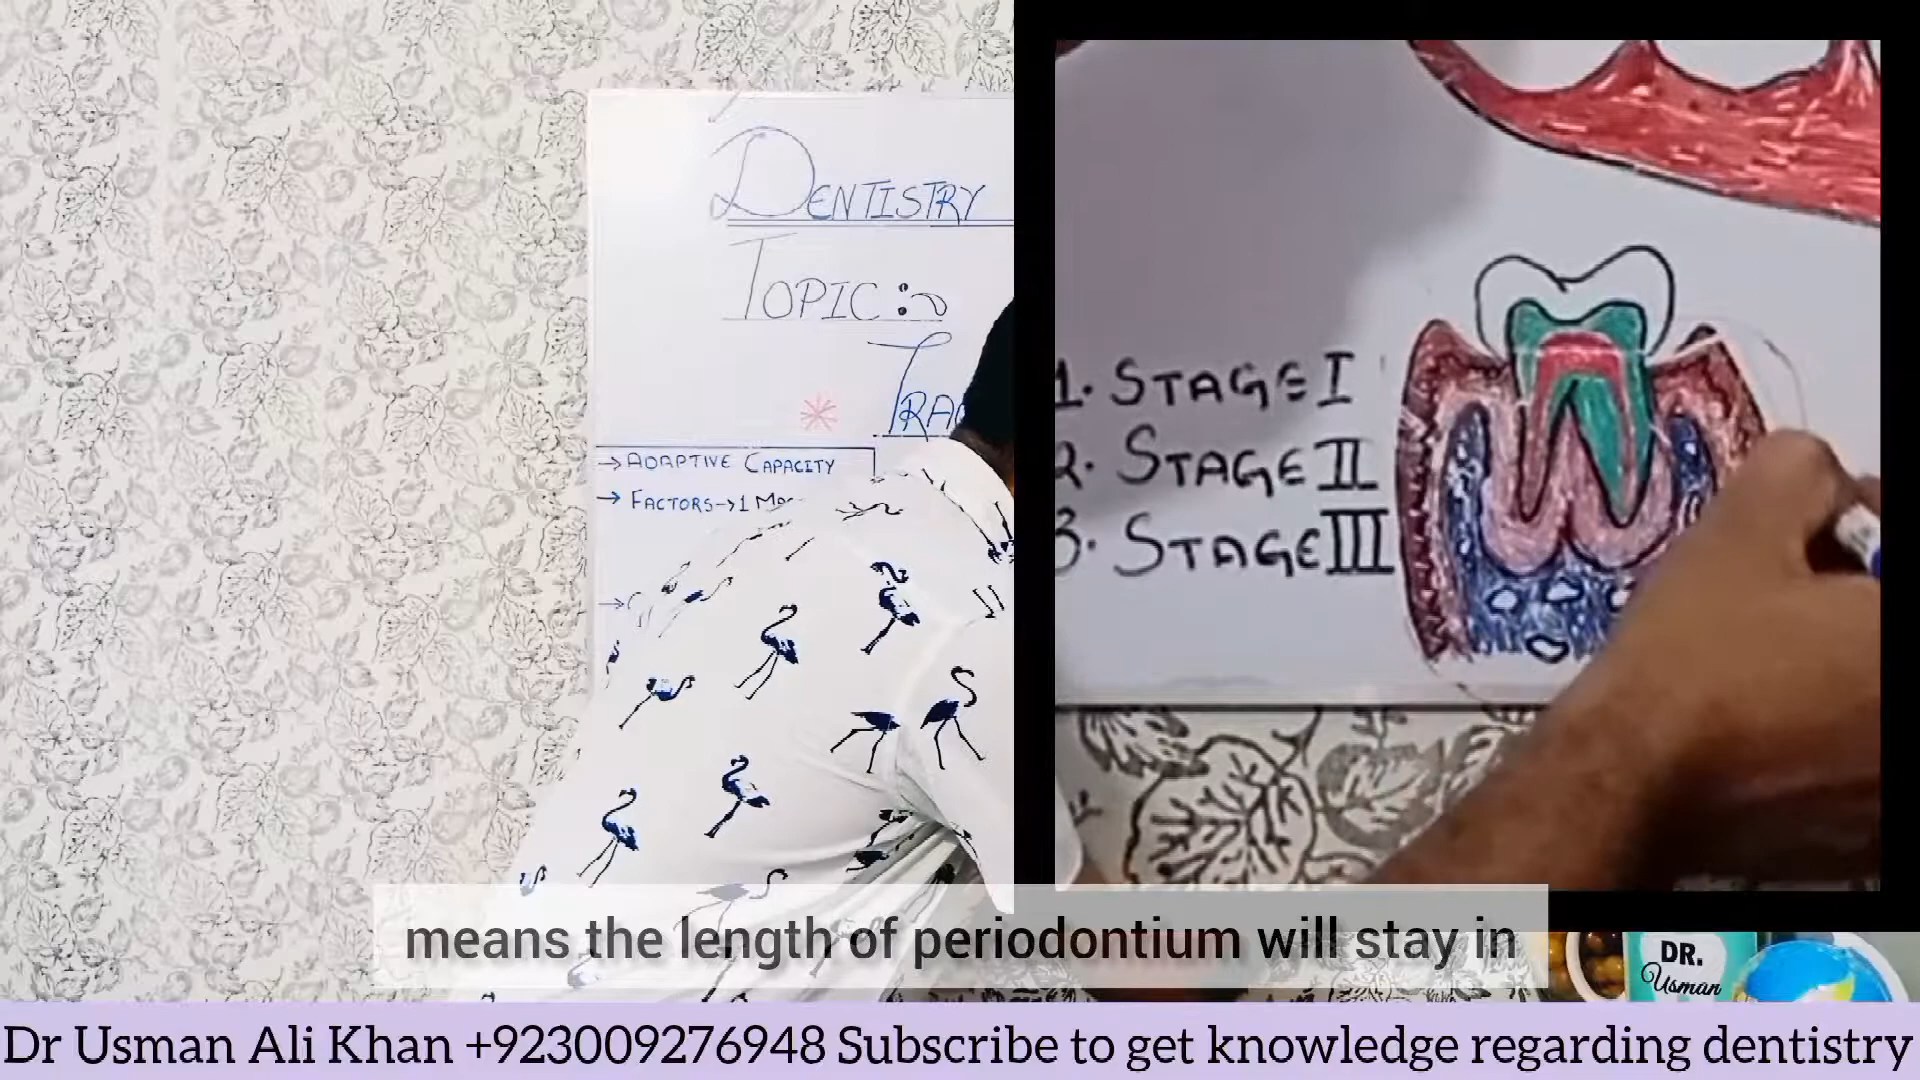 DENTISTRY
TOPIC:
→ ADAPTIVE CAPACITY
→ FACTORS→1
1. STAGE I
2. STAGE II
3. STAGE III
means the length of periodontium will stay in
DR.
Usman
Dr Usman Ali Khan +923009276948 Subscribe to get knowledge regarding dentistry